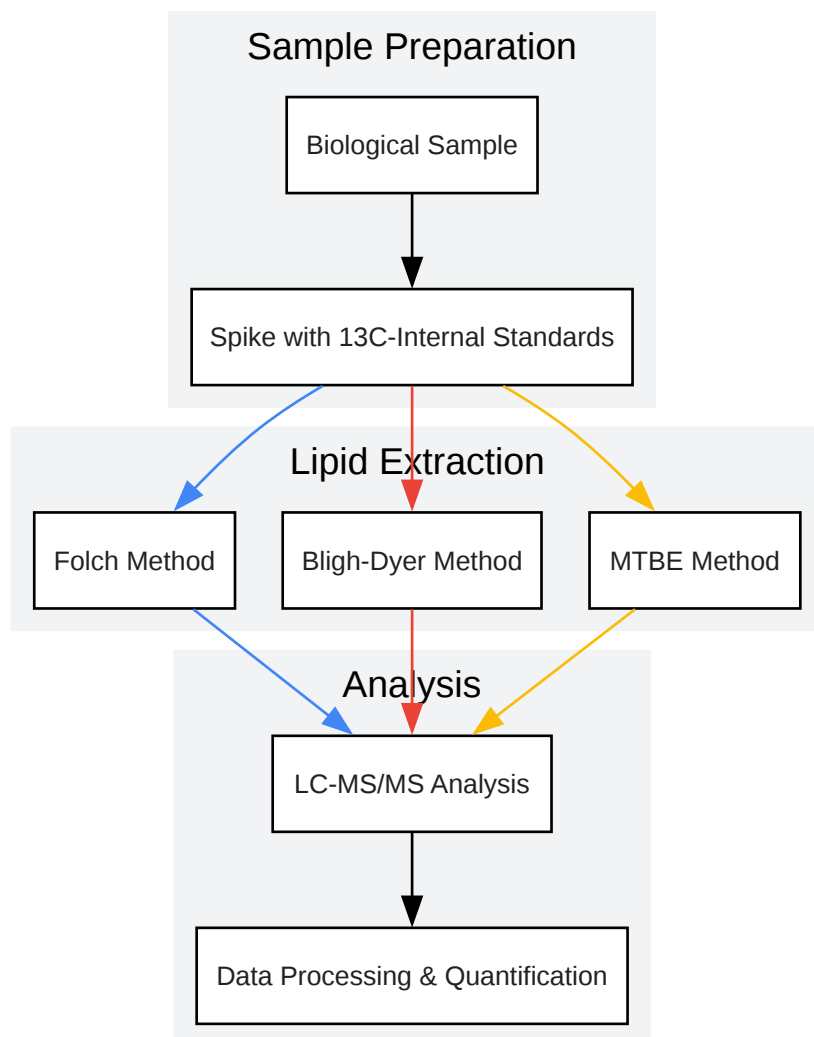 Sample Preparation
Biological Sample
Spike with 13C-Internal Standards
Lipid Extraction
Folch Method
Bligh-Dyer Method
MTBE Method
Analysis
LC-MS/MS Analysis
Data Processing & Quantification